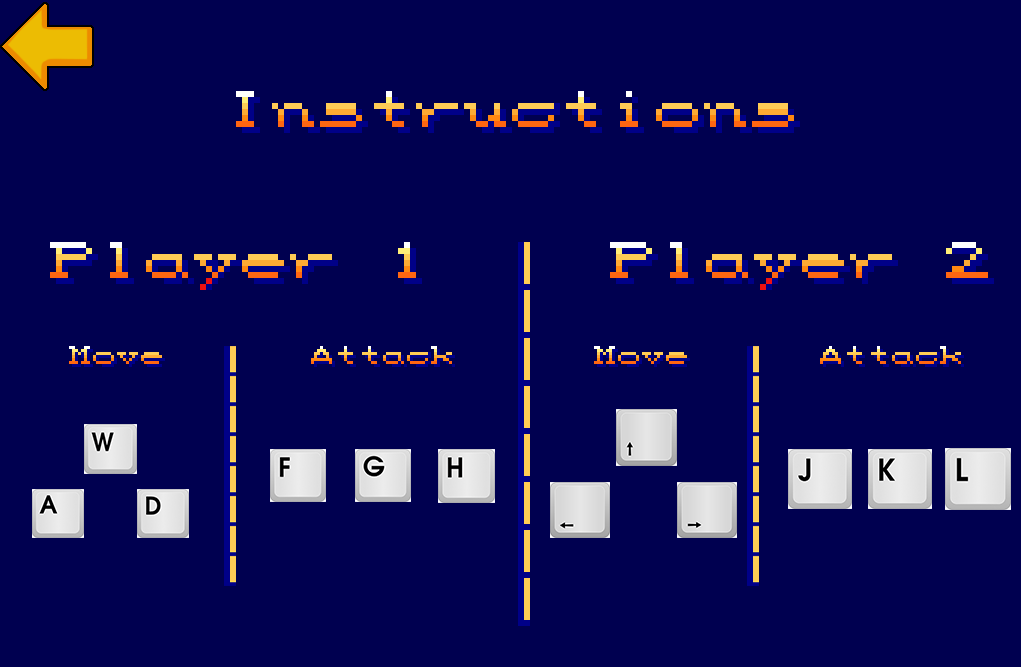 Instructions
Player 1
Player 2
Move
Attack
Move
Attack
W
A
D
F
G
H
↑
←
→
J
K
L